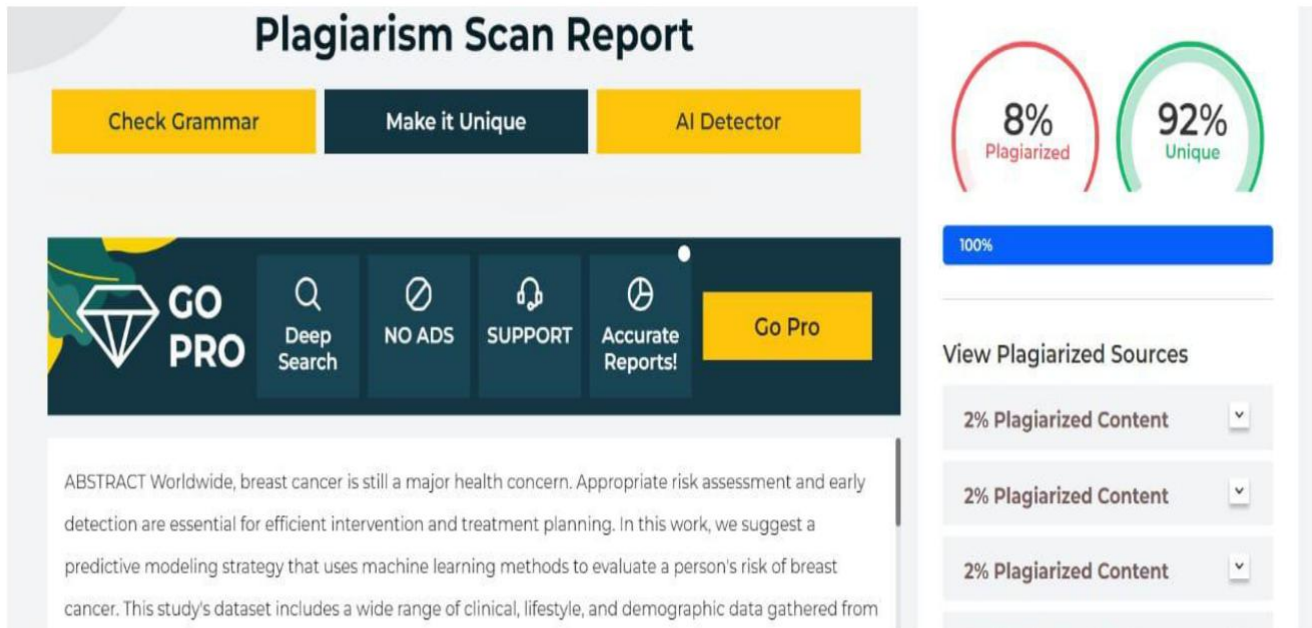 Plagiarism Scan Report
Check Grammar
Make it Unique
AI Detector
GO
PRO
Deep
Search
NO ADS
SUPPORT
Accurate
Reports!
Go Pro
ABSTRACT Worldwide, breast cancer is still a major health concern. Appropriate risk assessment and early
detection are essential for efficient intervention and treatment planning. In this work, we suggest a
predictive modeling strategy that uses machine learning methods to evaluate a person's risk of breast
cancer. This study's dataset includes a wide range of clinical, lifestyle, and demographic data gathered from
8%
Plagiarized
92%
Unique
100%
View Plagiarized Sources
2% Plagiarized Content
2% Plagiarized Content
2% Plagiarized Content